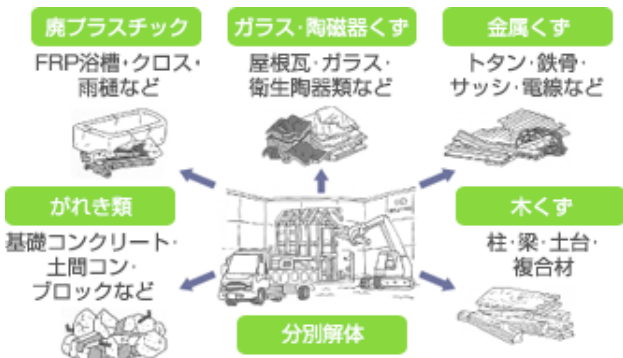 廃プラスチック
FRP浴槽・クロス・
雨樋など
ガラス・陶磁器くず
屋根瓦・ガラス・
衛生陶器類など
金属くず
トタン・鉄骨・
サッシ・電線など
がれき類
基礎コンクリート・
土間コン・
ブロックなど
木くず
柱・梁・土台・
複合材
分別解体